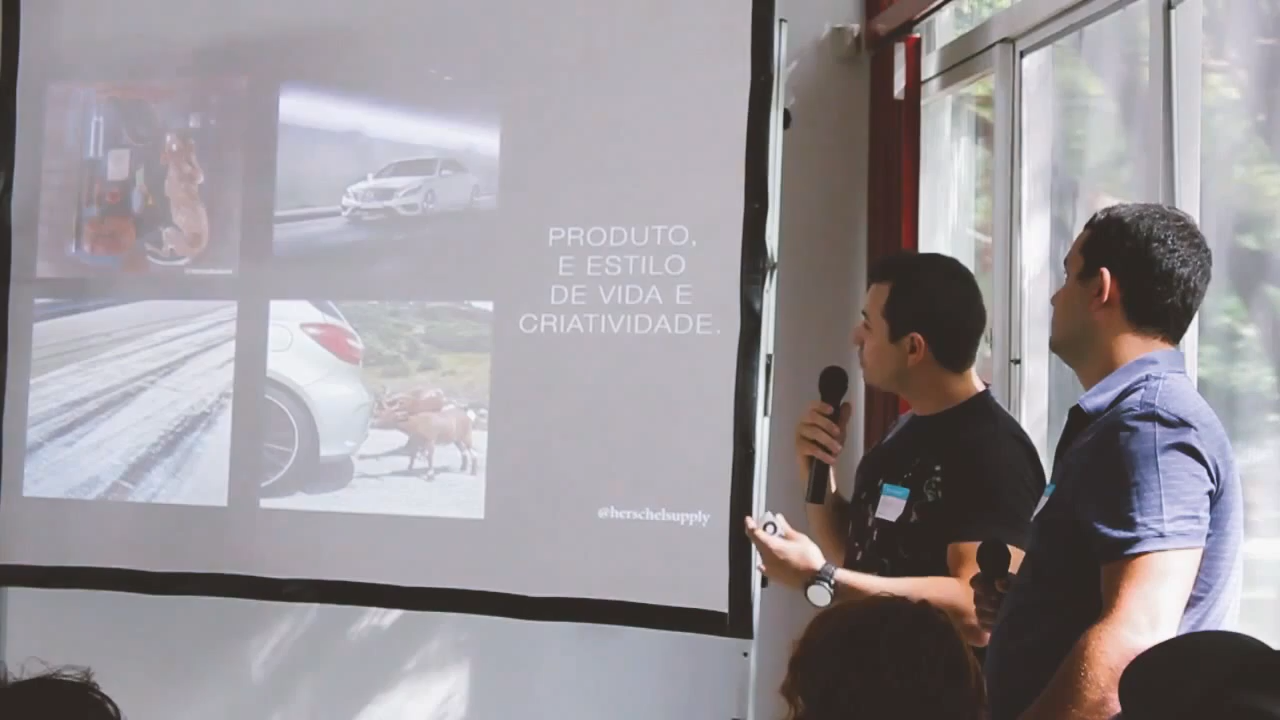 PRODUTO,
E ESTILO
DE VIDA E
CRIATIVIDADE.
@herschelsupply